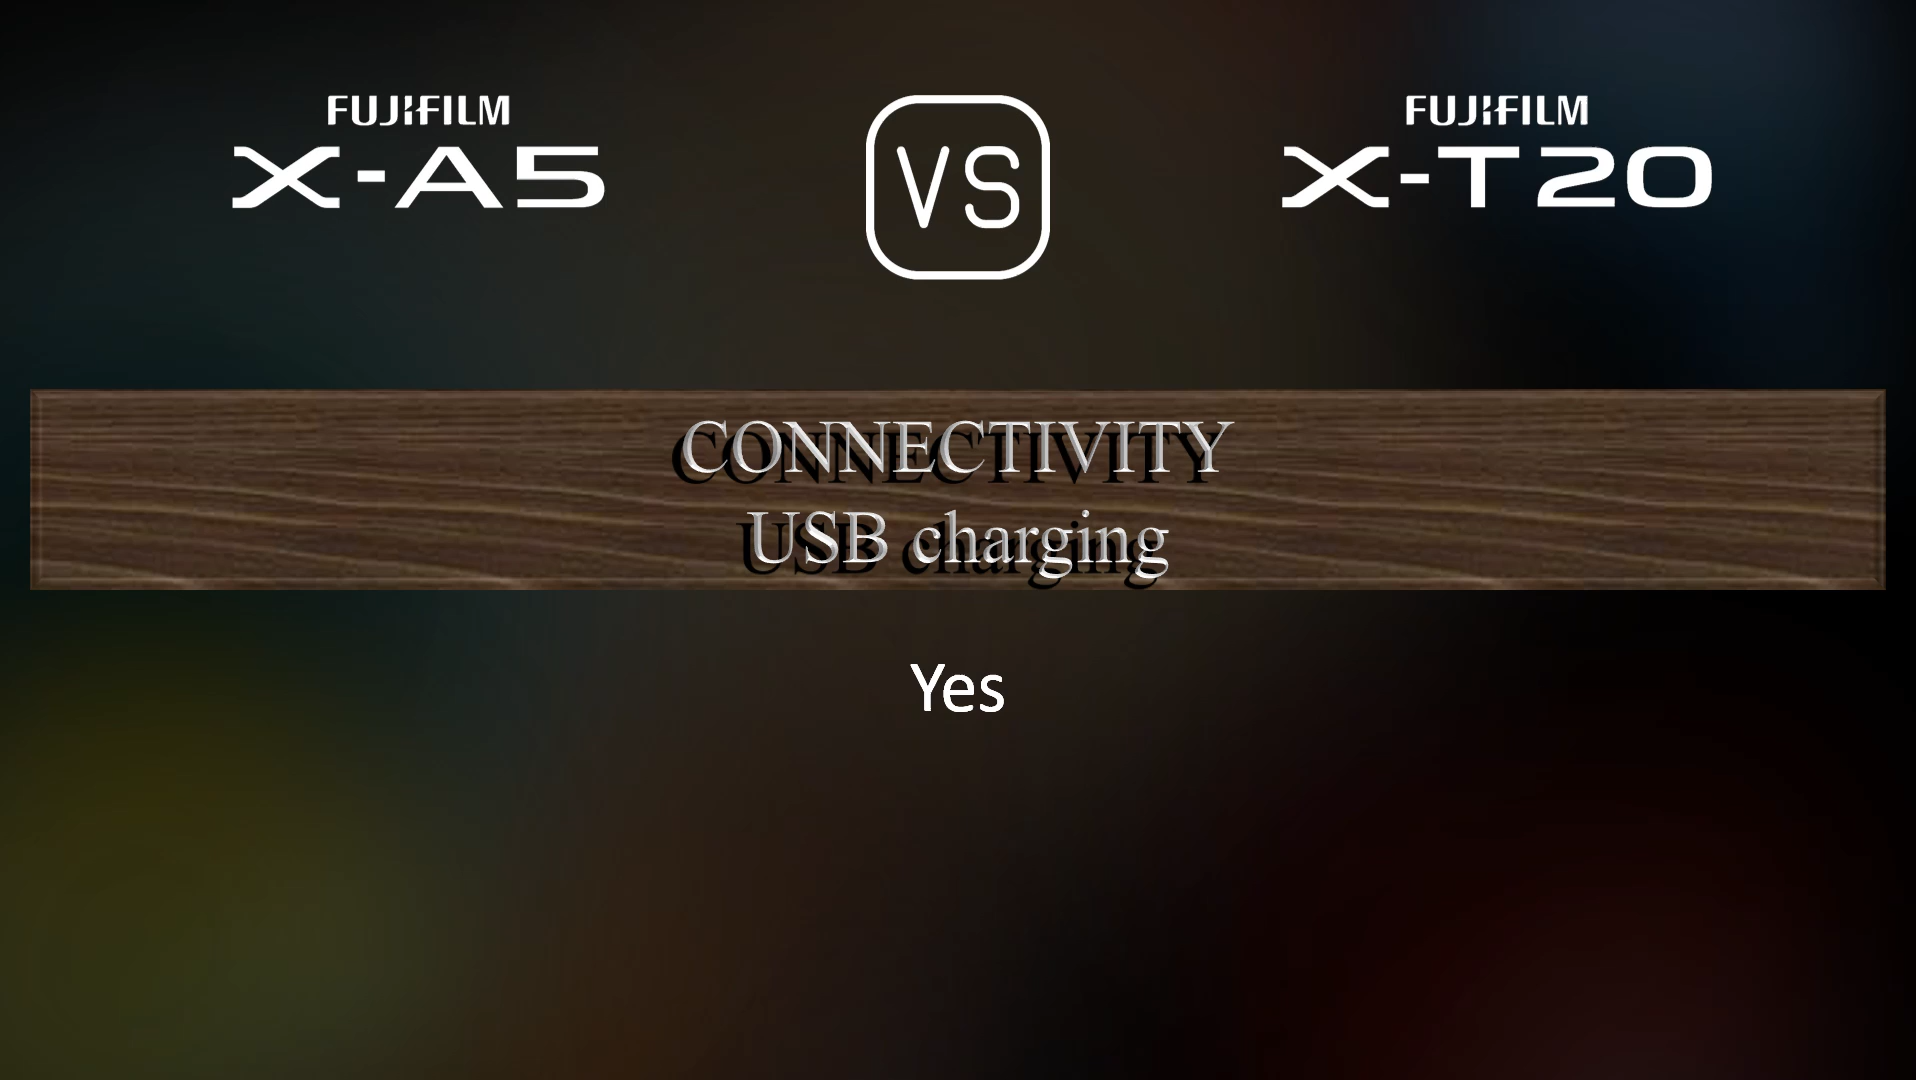 FUJIFILM
X-A5
VS
FUJIFILM
X-T20
CONNECTIVITY
USB charging
Yes